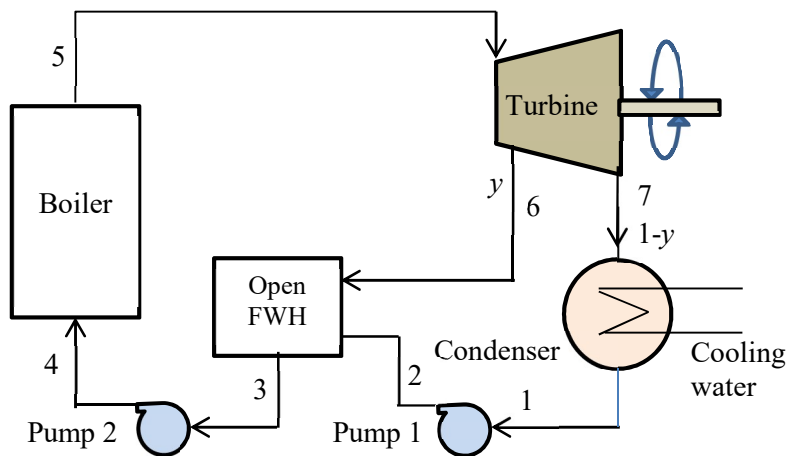 5
Turbine
Boiler
y
6
7
1-y
Open
FWH
Condenser
Cooling
water
4
3
2
1
Pump 2
Pump 1